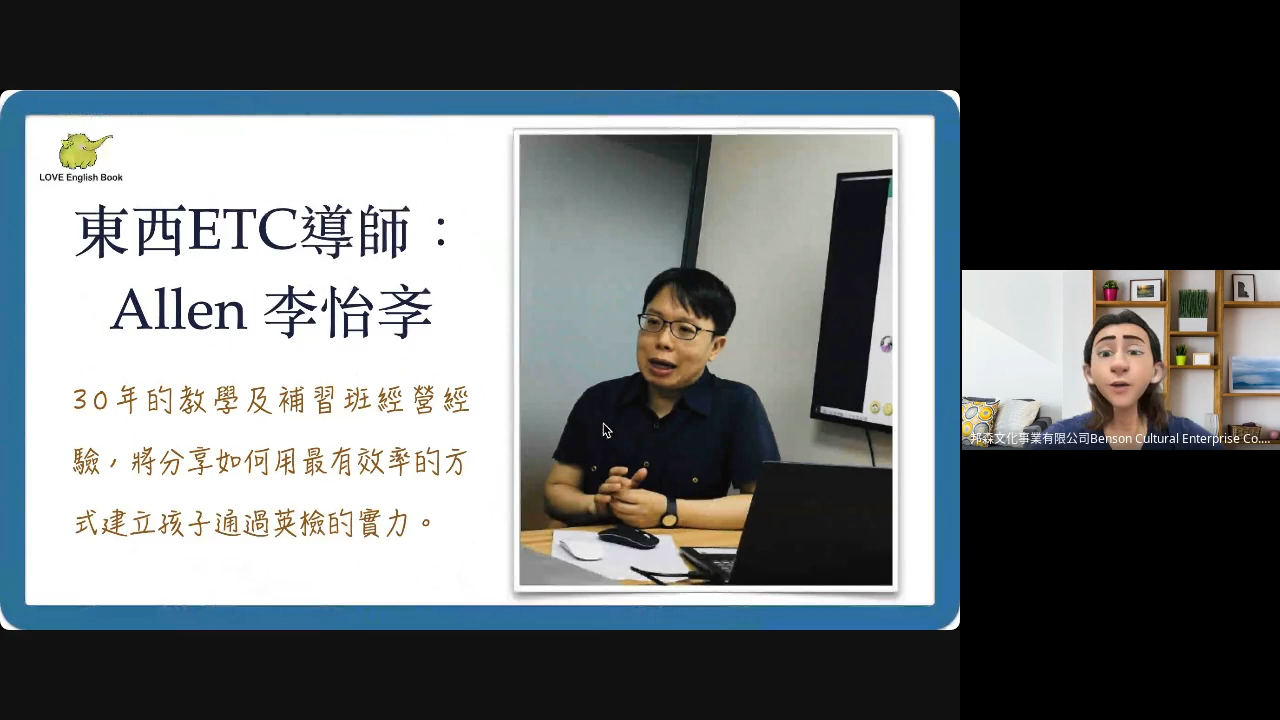 LOVE English Book
東西ETC導師：
Allen 李怡孝
30年的教學及補習班經營經
驗，將分享如何用最有效率的方
式建立孩子通過英檢的實力。
邦森文化事業有限公司Benson Cultural Enterprise Co....